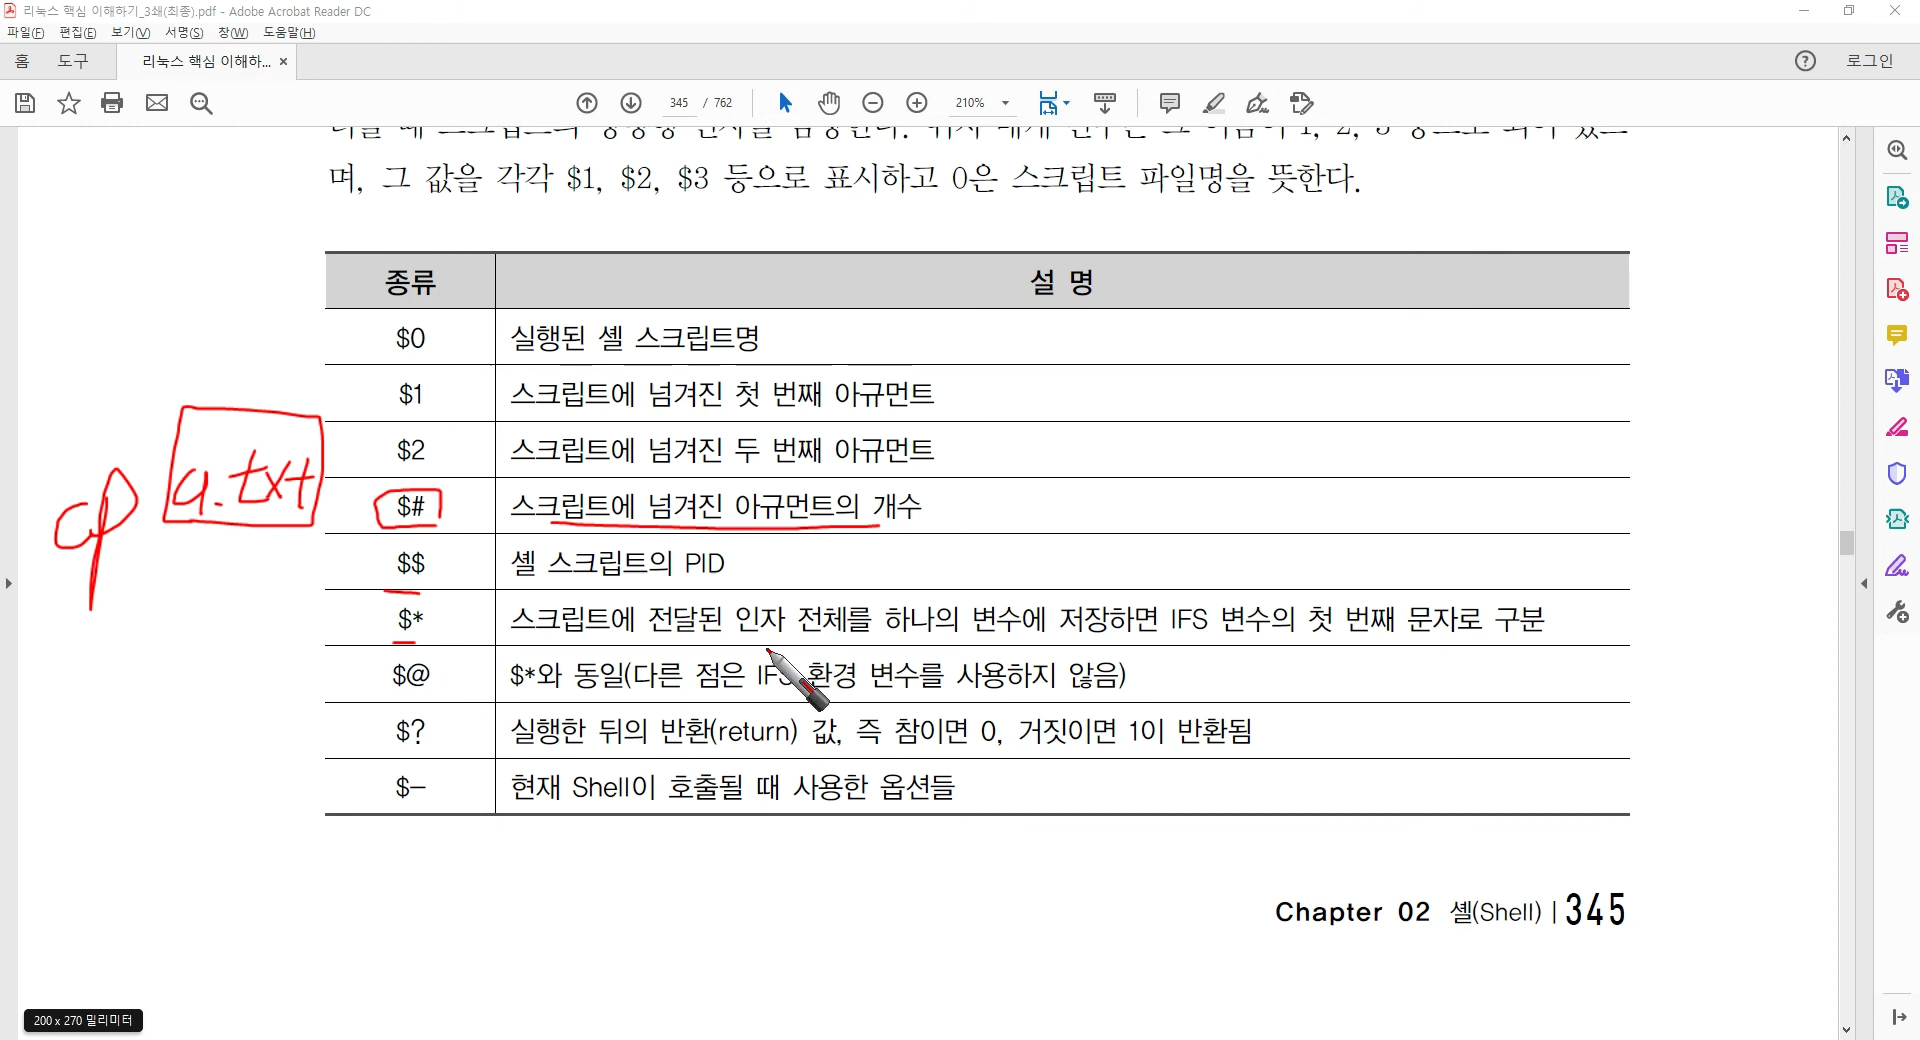 리눅스 핵심 이해하기_3쇄(최종).pdf - Adobe Acrobat Reader DC
파일(F) 편집(E) 보기(V) 서명(S) 창(W) 도움말(H)
홈 도구 리눅스 핵심 이해하... × ? 로그인
345 / 762 210%
며, 그 값을 각각 $1, $2, $3 등으로 표시하고 0은 스크립트 파일명을 뜻한다.
종류 설 명
$0 실행된 셸 스크립트명
$1 스크립트에 넘겨진 첫 번째 아규먼트
$2 스크립트에 넘겨진 두 번째 아규먼트
cp a.txt
$# 스크립트에 넘겨진 아규먼트의 개수
$$ 셸 스크립트의 PID
$* 스크립트에 전달된 인자 전체를 하나의 변수에 저장하면 IFS 변수의 첫 번째 문자로 구분
$@ $*와 동일(다른 점은 IFS 환경 변수를 사용하지 않음)
$? 실행한 뒤의 반환(return) 값, 즉 참이면 0, 거짓이면 1이 반환됨
$- 현재 Shell이 호출될 때 사용한 옵션들
Chapter 02 셸(Shell) | 345
200 x 270 밀리미터